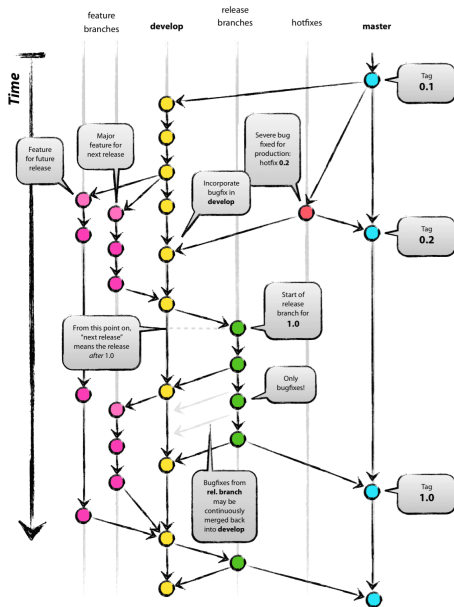 feature
branches
develop
release
branches
hotfixes
master
Time
Tag
0.1
Feature
for future
release
Major
feature for
next release
Severe bug
fixed for
production:
hotfix 0.2
Incorporate
bugfix in
develop
Tag
0.2
Start of
release
branch for
1.0
From this point on,
"next release"
means the release
after 1.0
Only
bugfixes!
Bugfixes from
rel. branch
may be
continuously
merged back
into develop
Tag
1.0